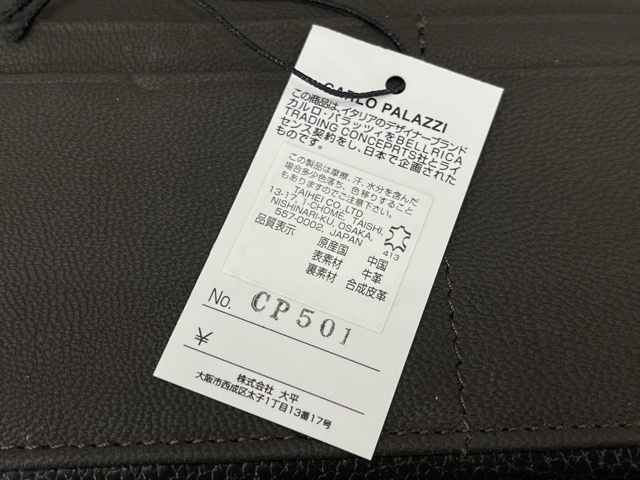 CARLO PALAZZI
この商品は、イタリアのデザイナーブランド
カルロ・パラッツィをBELLRICA
TRADING CONCEPRTS社とライ
センス契約をし、日本で企画された
ものです。
この製品は摩擦、汗、水分を含んだ
場合多少色落ち、色移りすること
もありますのでご注意下さい。
TAIHEI CO.,LTD
13-17, 1-CHOME, TAISHI,
NISHINARI-KU, OSAKA,
557-0002, JAPAN
413
品質表示
原産国 中国
表素材 牛革
裏素材 合成皮革
No. CP501
¥
株式会社 大平
大阪市西成区太子1丁目13番17号